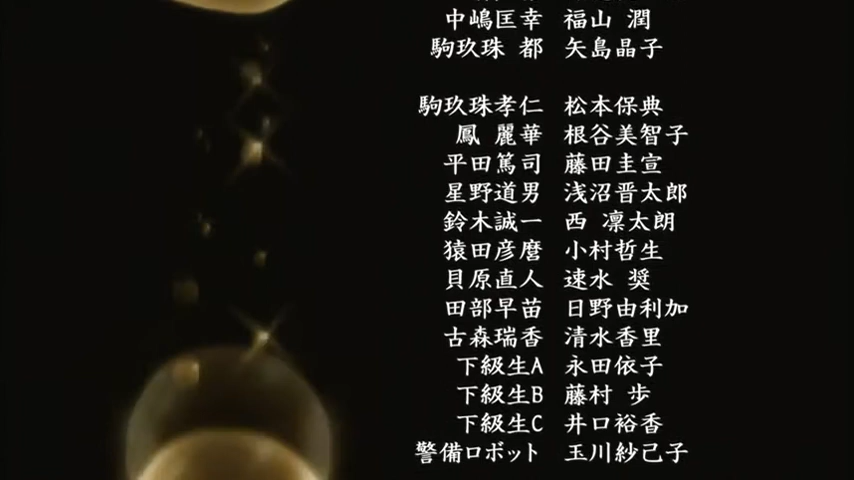 中嶋匡幸 福山 潤
駒玖珠 都 矢島晶子
駒玖珠孝仁 松本保典
鳳 麗華 根谷美智子
平田篤司 藤田圭宣
星野道男 浅沼晋太郎
鈴木誠一 西 凛太朗
猿田彦麿 小村哲生
貝原直人 速水 奨
田部早苗 日野由利加
古森瑞香 清水香里
下級生A 永田依子
下級生B 藤村 歩
下級生C 井口裕香
警備ロボット 玉川紗己子